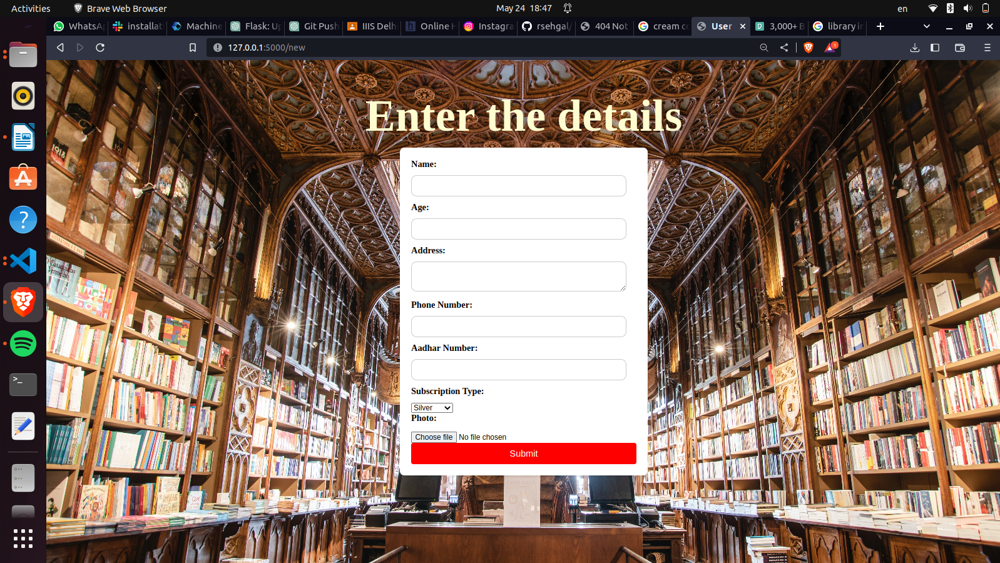 Activities
Brave Web Browser
May 24 18:47
en
WhatsA
installat
Machine
Flask: Up
Git Push
IIIS Delh
Online H
Instagra
rsehgal/
404 Not
cream co
User
3,000+ B
library in
127.0.0.1:5000/new
1
Enter the details
Name:
Age:
Address:
Phone Number:
Aadhar Number:
Subscription Type:
Silver
Photo:
Choose file No file chosen
Submit